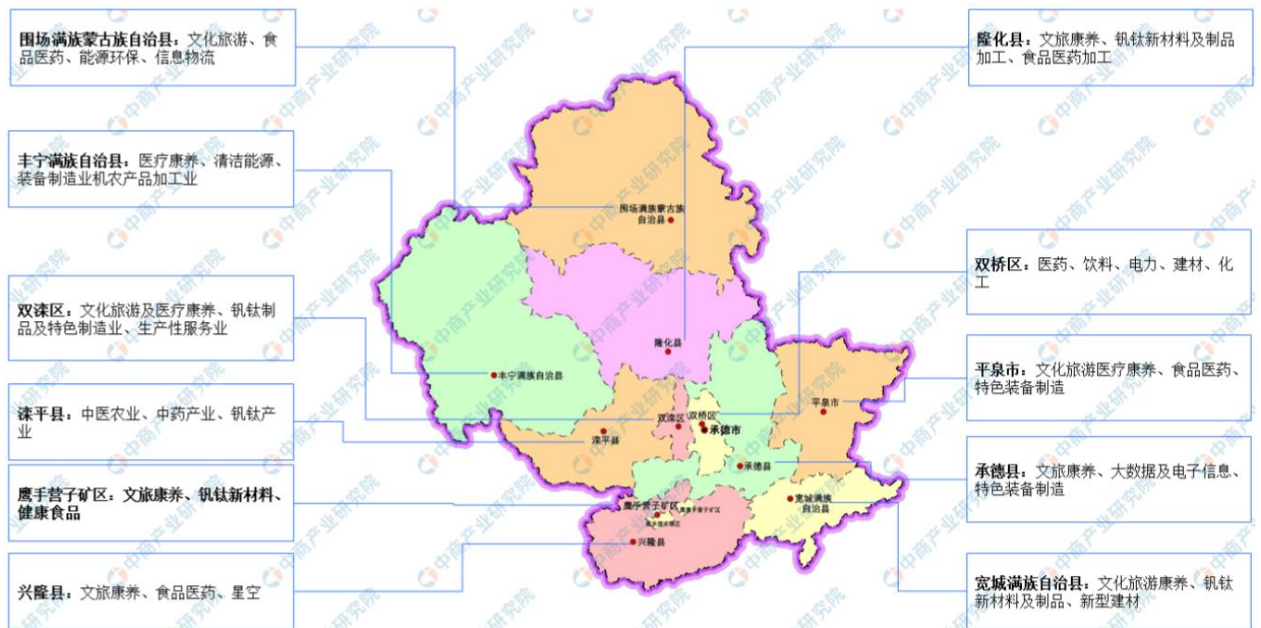 围场满族蒙古族自治县：文化旅游、食
品医药、能源环保、信息物流
丰宁满族自治县：医疗康养、清洁能源、
装备制造业机农产品加工业
双滦区：文化旅游及医疗康养、钒钛制
品及特色制造业、生产性服务业
滦平县：中医农业、中药产业、钒钛产
业
鹰手营子矿区：文旅康养、钒钛新材料、
健康食品
兴隆县：文旅康养、食品医药、星空
隆化县：文旅康养、钒钛新材料及制品
加工、食品医药加工
双桥区：医药、饮料、电力、建材、化
工
平泉市：文化旅游医疗康养、食品医药、
特色装备制造
承德县：文旅康养、大数据及电子信息、
特色装备制造
宽城满族自治县：文化旅游康养、钒钛
新材料及制品、新型建材
围场满族蒙古族
自治县
隆化县
丰宁满族自治县
平泉市
双滦区
双桥区
承德市
滦平县
承德县
宽城满族
自治县
鹰手营子矿区
兴隆县
中商产业研究院